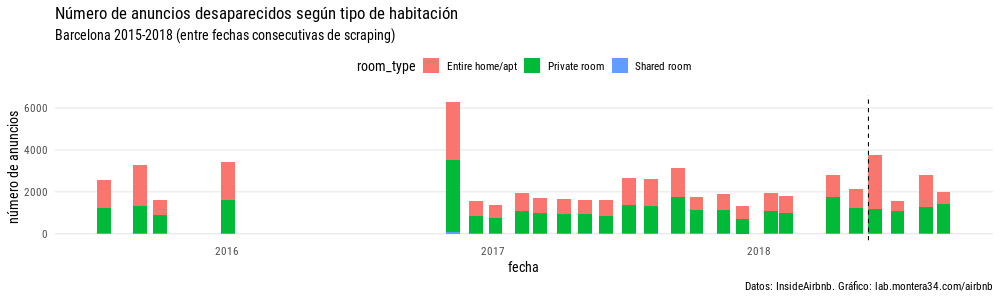 Número de anuncios desaparecidos según tipo de habitación
Barcelona 2015-2018 (entre fechas consecutivas de scraping)
room_type Entire home/apt Private room Shared room
número de anuncios
6000
4000
2000
0
2016 2017 2018
fecha
Datos: InsideAirbnb. Gráfico: lab.montera34.com/airbnb